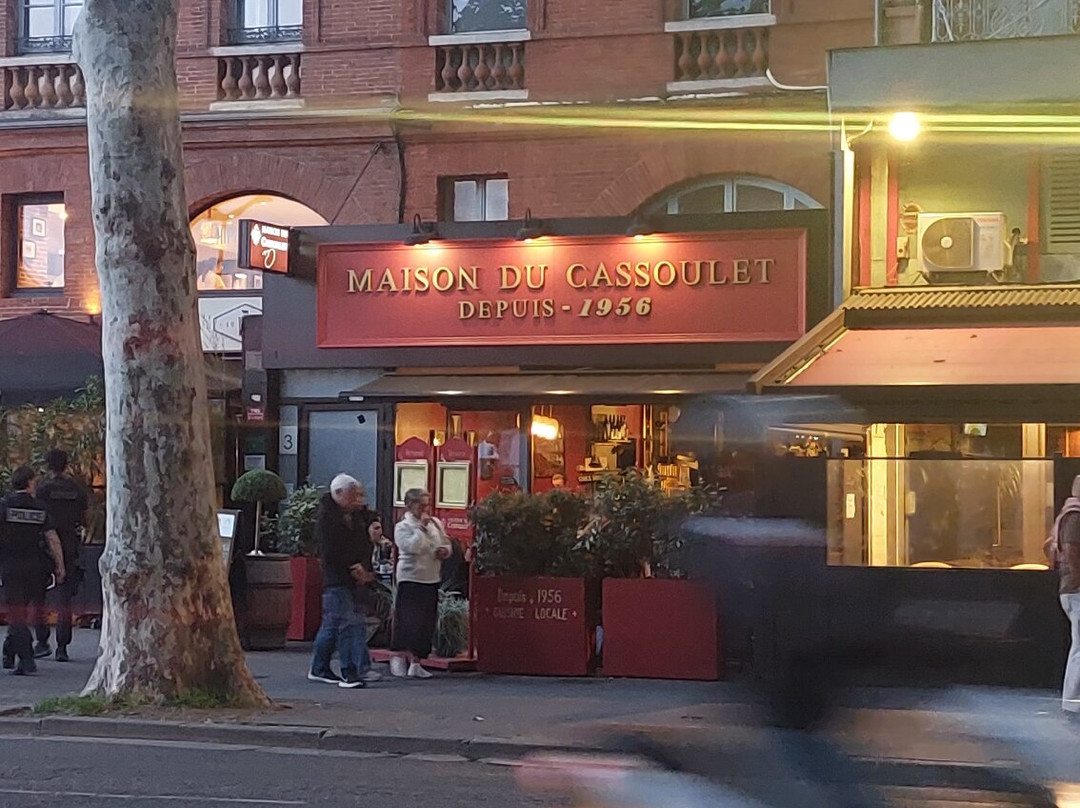 MAISON DU CASSOULET
DEPUIS - 1956
3
POLICE
Depuis 1956
"CUISINE LOCALE"